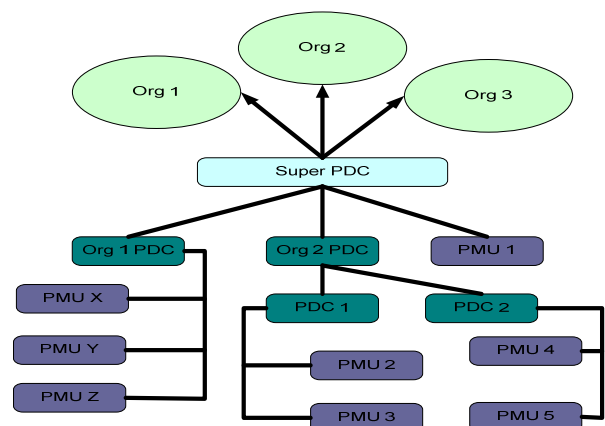 Org 2
Org 1
Org 3
Super PDC
Org 1 PDC
Org 2 PDC
PMU 1
PMU X
PDC 1
PDC 2
PMU Y
PMU 4
PMU 2
PMU Z
PMU 3
PMU 5